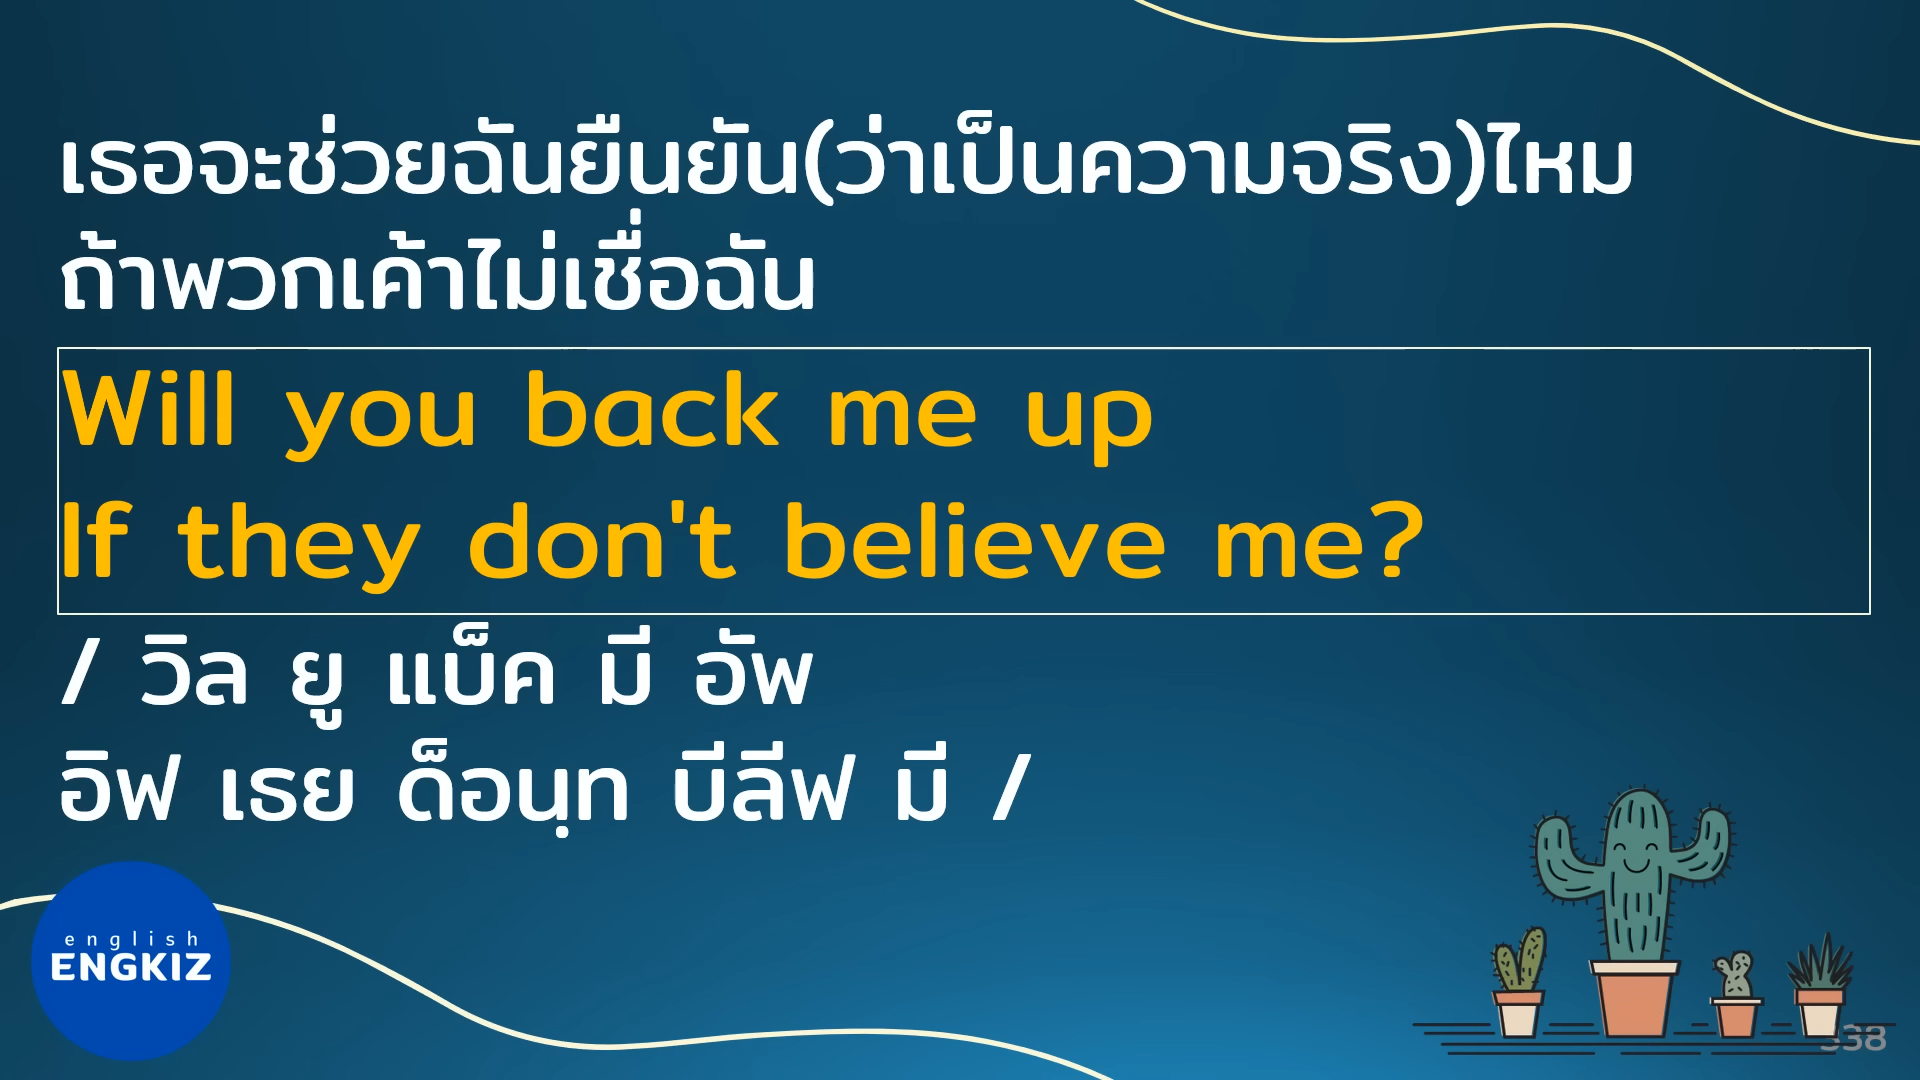 เธอจะช่วยฉันยืนยัน(ว่าเป็นความจริง)ไหม
ถ้าพวกเค้าไม่เชื่อฉัน
Will you back me up
If they don't believe me?
/ วิล ยู แบ็ค มี อัพ
อิฟ เธย ด็อนฺท บีลีฟ มี /
english
ENGKIZ
338